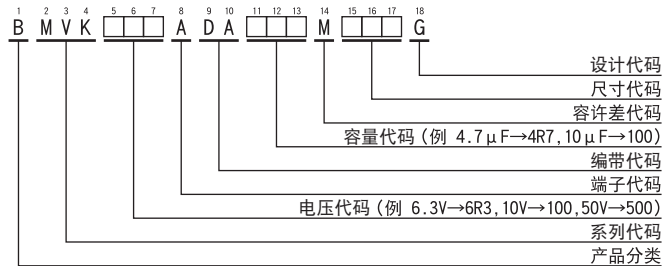 1 2 3 4 5 6 7 8 9 10 11 12 13 14 15 16 17 18
B M V K □□□ A D A □□□ M □□□ G
设计代码
尺寸代码
容许差代码
容量代码(例 4.7μF→4R7,10μF→100)
编带代码
端子代码
电压代码(例 6.3V→6R3,10V→100,50V→500)
系列代码
产品分类